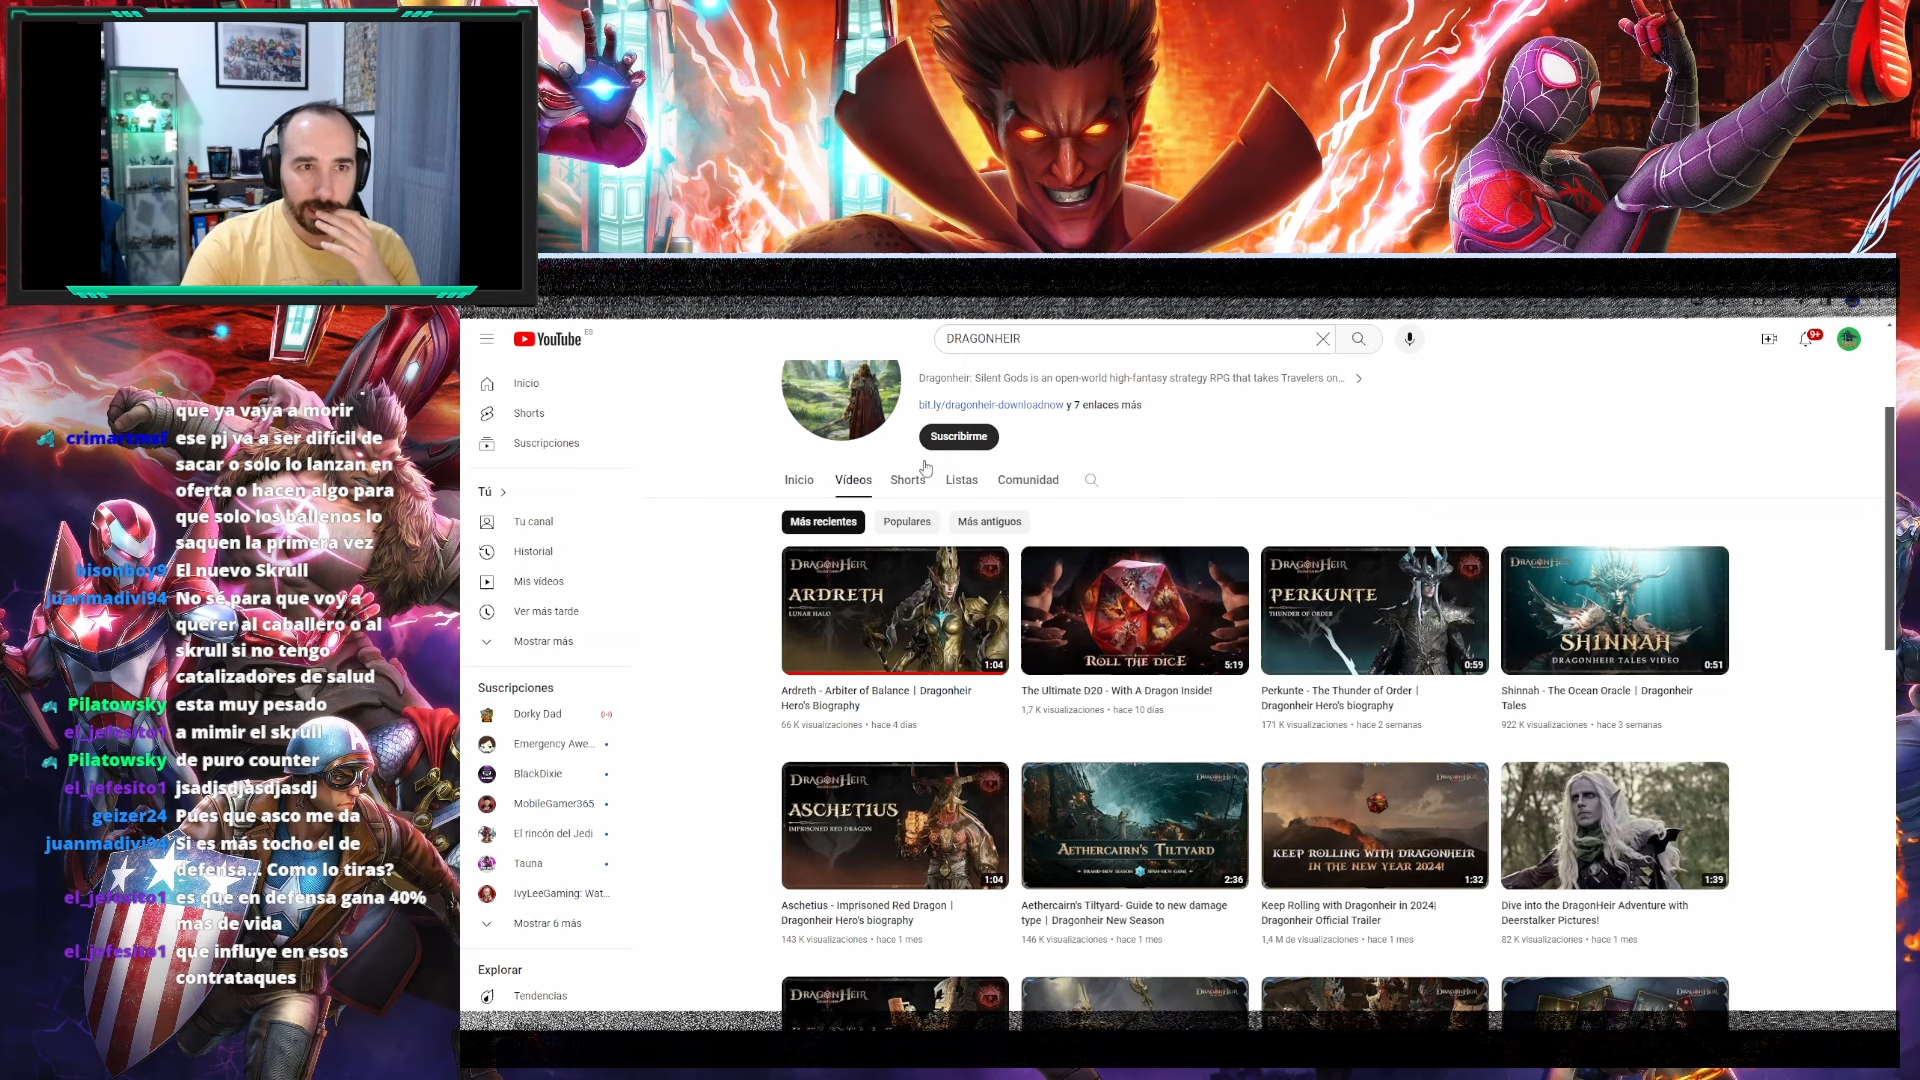 que ya vaya a morir
crimartmsf ese pj va a ser difícil de
sacar o solo lo lanzan en
oferta o hacen algo para
que solo los ballenos lo
saquen la primera vez
bisonboy9 El nuevo Skrull
juanmadivi94 No sé para que voy a
querer al caballero o al
skrull si no tengo
catalizadores de salud
Pilatowsky esta muy pesado
el_jefesito1 a mimir el skrull
Pilatowsky de puro counter
el_jefesito1 jsadjsdjasdjasdj
geizer24 Pues que asco me da
juanmadivi94 Si es más tocho el de
defensa... Como lo tiras?
el_jefesito1 es que en defensa gana 40%
mas de vida
el_jefesito1 que influye en esos
contrataques
YouTube ES
DRAGONHEIR
9+
Inicio
Shorts
Suscripciones
Tú
Tu canal
Historial
Mis vídeos
Ver más tarde
Mostrar más
Suscripciones
Dorky Dad
Emergency Awe...
BlackDixie
MobileGamer365
El rincón del Jedi
Tauna
IvyLeeGaming: Wat...
Mostrar 6 más
Explorar
Tendencias
Dragonheir: Silent Gods is an open-world high-fantasy strategy RPG that takes Travelers on...
bit.ly/dragonheir-downloadnow y 7 enlaces más
Suscribirme
Inicio Vídeos Shorts Listas Comunidad
Más recientes Populares Más antiguos
DRAGONHEIR
ARDRETH
LUNAR HALO
1:04
ROLL THE DICE
5:19
DRAGONHEIR
PERKUNTE
THUNDER OF ORDER
0:59
DRAGONHEIR
SHINNAH
DRAGONHEIR TALES VIDEO
0:51
Ardreth - Arbiter of Balance | Dragonheir
Hero's Biography
66 K visualizaciones • hace 4 días
The Ultimate D20 - With A Dragon Inside!
1,7 K visualizaciones • hace 10 días
Perkunte - The Thunder of Order |
Dragonheir Hero's biography
171 K visualizaciones • hace 2 semanas
Shinnah - The Ocean Oracle | Dragonheir
Tales
922 K visualizaciones • hace 3 semanas
DRAGONHEIR
ASCHETIUS
IMPRISONED RED DRAGON
1:04
DRAGONHEIR
AETHERCAIRN'S TILTYARD
2:36
DRAGONHEIR
KEEP ROLLING WITH DRAGONHEIR
IN THE NEW YEAR 2024!
1:32
1:39
Aschetius - Imprisoned Red Dragon |
Dragonheir Hero's biography
143 K visualizaciones • hace 1 mes
Aethercairn's Tiltyard- Guide to new damage
type | Dragonheir New Season
146 K visualizaciones • hace 1 mes
Keep Rolling with Dragonheir in 2024|
Dragonheir Official Trailer
1,4 M de visualizaciones • hace 1 mes
Dive into the DragonHeir Adventure with
Deerstalker Pictures!
82 K visualizaciones • hace 1 mes
DRAGONHEIR
DRAGONHEIR
DRAGONHEIR
DRAGONHEIR